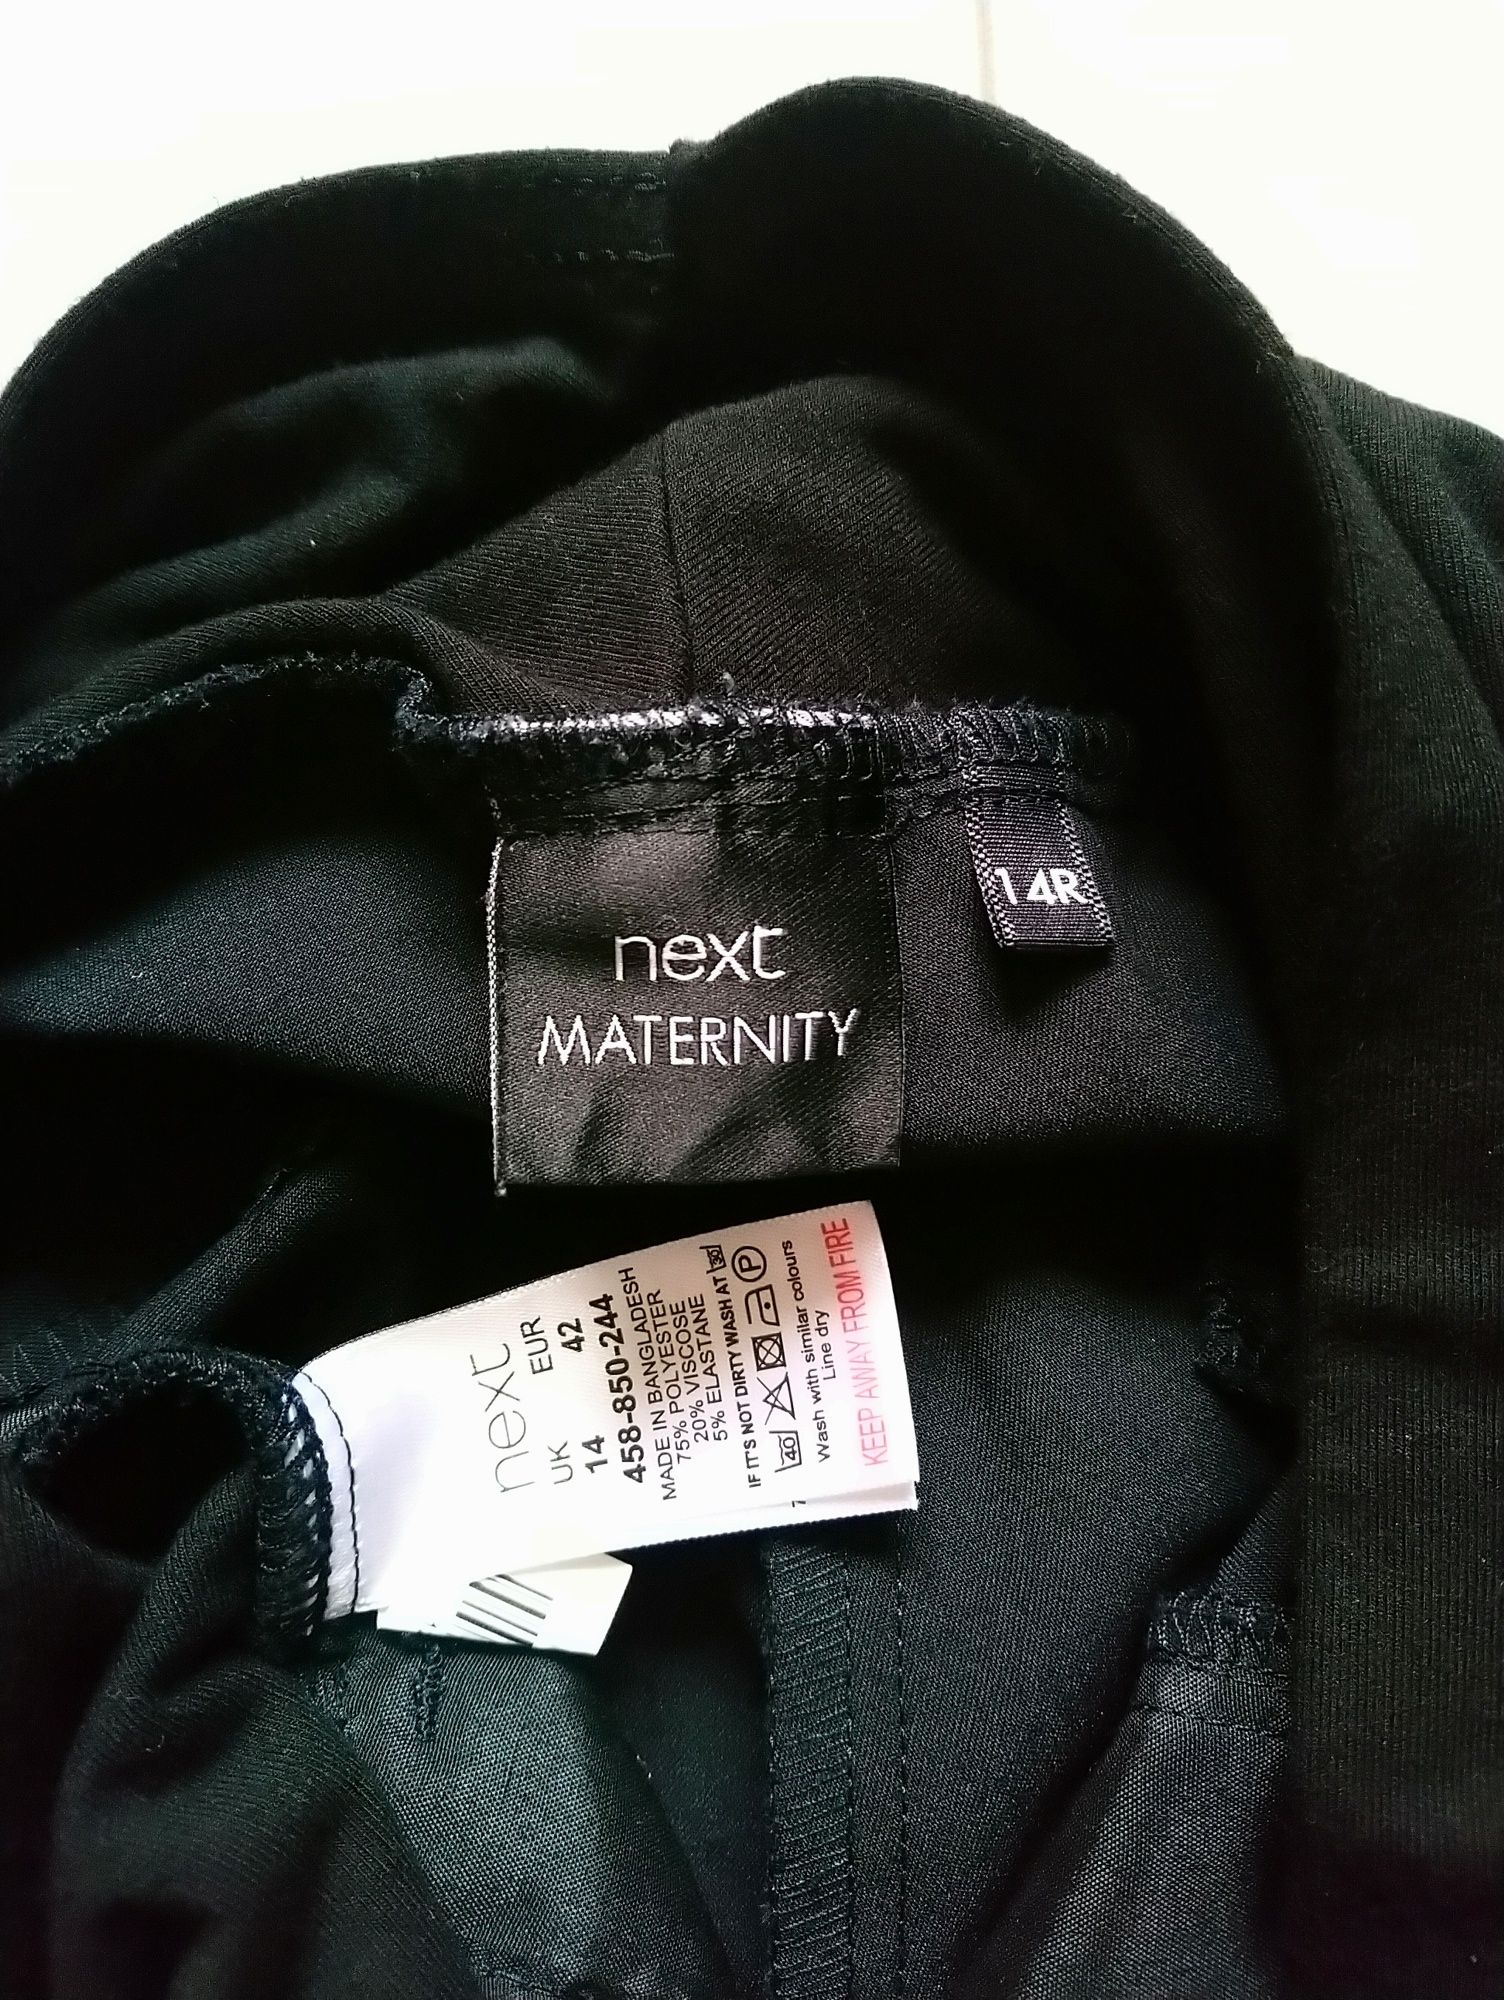 next
MATERNITY
14R
next
UK EUR
14 42
458-850-244
MADE IN BANGLADESH
75% POLYESTER
20% VISCOSE
5% ELASTANE
IF IT'S NOT DIRTY WASH AT 30
40 P
Wash with similar colours
Line dry
KEEP AWAY FROM FIRE